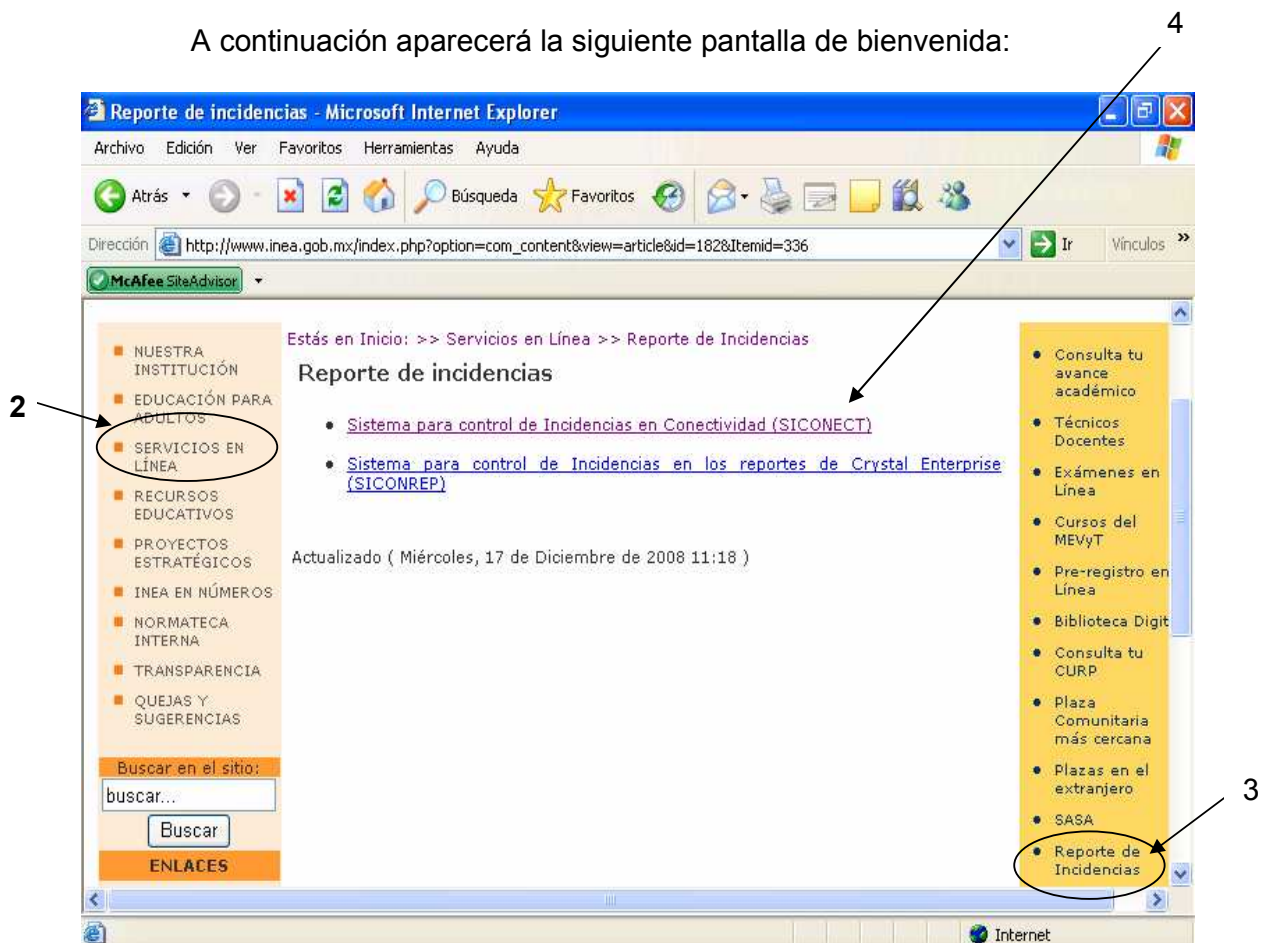 4
A continuación aparecerá la siguiente pantalla de bienvenida:
Reporte de incidencias - Microsoft Internet Explorer
Archivo Edición Ver Favoritos Herramientas Ayuda
Atrás Búsqueda Favoritos
Dirección http://www.inea.gob.mx/index.php?option=com_content&view=article&id=182&Itemid=336 Ir Vínculos »
McAfee SiteAdvisor
2
NUESTRA
INSTITUCIÓN
EDUCACIÓN PARA
ADULTOS
SERVICIOS EN
LÍNEA
RECURSOS
EDUCATIVOS
PROYECTOS
ESTRATÉGICOS
INEA EN NÚMEROS
NORMATECA
INTERNA
TRANSPARENCIA
QUEJAS Y
SUGERENCIAS
Buscar en el sitio:
buscar...
Buscar
ENLACES
Estás en Inicio: >> Servicios en Línea >> Reporte de Incidencias
Reporte de incidencias
Sistema para control de Incidencias en Conectividad (SICONECT)
Sistema para control de Incidencias en los reportes de Crystal Enterprise
(SICONREP)
Actualizado ( Miércoles, 17 de Diciembre de 2008 11:18 )
Consulta tu
avance
académico
Técnicos
Docentes
Exámenes en
Línea
Cursos del
MEVyT
Pre-registro en
Línea
Biblioteca Digit
Consulta tu
CURP
Plaza
Comunitaria
más cercana
Plazas en el
extranjero
SASA
Reporte de
Incidencias
3
Internet